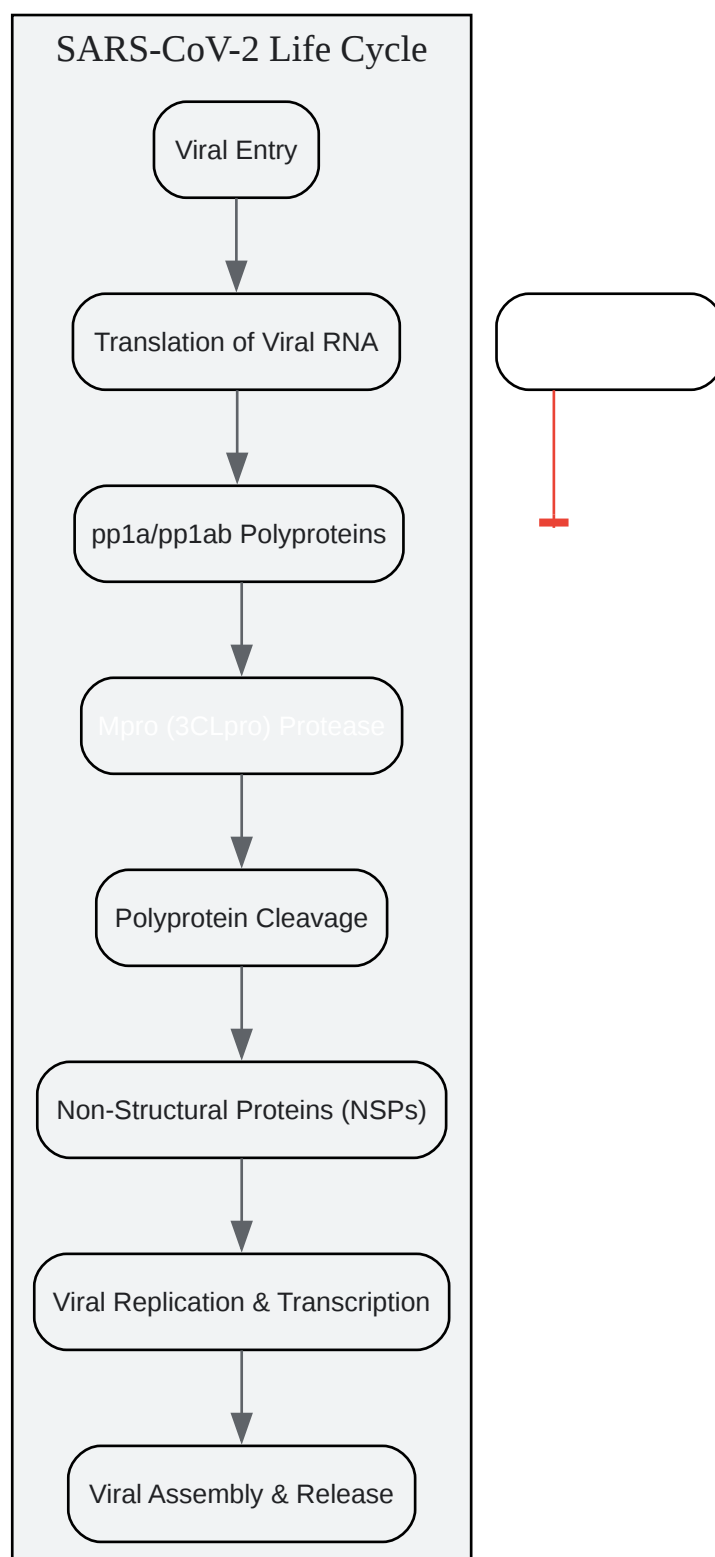 SARS-CoV-2 Life Cycle
Viral Entry
Translation of Viral RNA
pp1a/pp1ab Polyproteins
Mpro (3CLpro) Protease
Polyprotein Cleavage
Non-Structural Proteins (NSPs)
Viral Replication & Transcription
Viral Assembly & Release